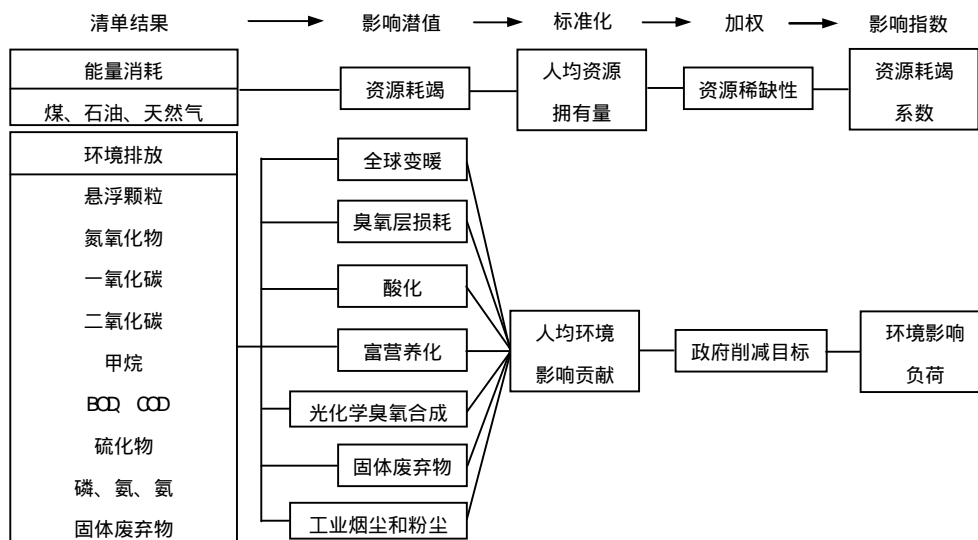 清单结果 影响潜值 标准化 加权 影响指数
能量消耗
煤、石油、天然气
资源耗竭
人均资源
拥有量
资源稀缺性
资源耗竭
系数
环境排放
悬浮颗粒
氮氧化物
一氧化碳
二氧化碳
甲烷
BOD、COD
硫化物
磷、氨、氨
固体废弃物
全球变暖
臭氧层损耗
酸化
富营养化
光化学臭氧合成
固体废弃物
工业烟尘和粉尘
人均环境
影响贡献
政府削减目标
环境影响
负荷